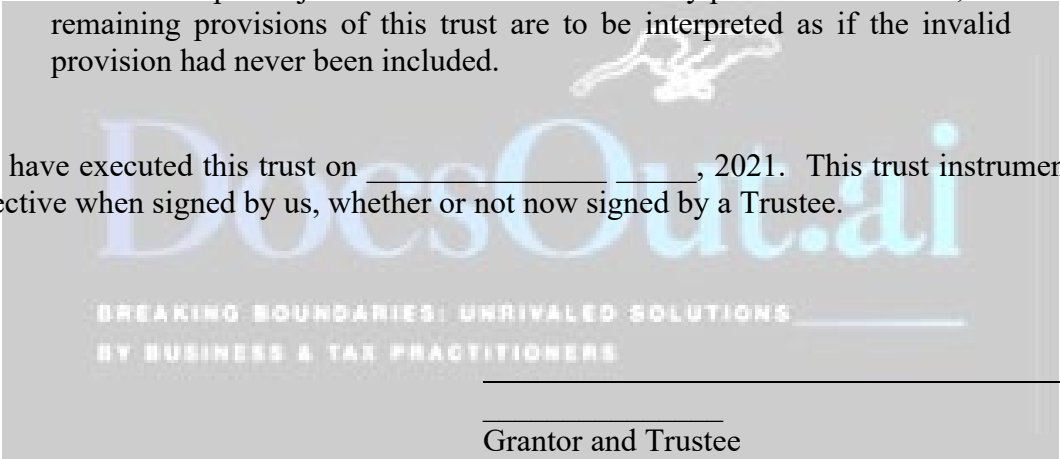 remaining provisions of this trust are to be interpreted as if the invalid
provision had never been included.
have executed this trust on ________________ _____, 2021. This trust instrumen
ective when signed by us, whether or not now signed by a Trustee.
DocsOut.ai
BREAKING BOUNDARIES: UNRIVALED SOLUTIONS
BY BUSINESS & TAX PRACTITIONERS
Grantor and Trustee